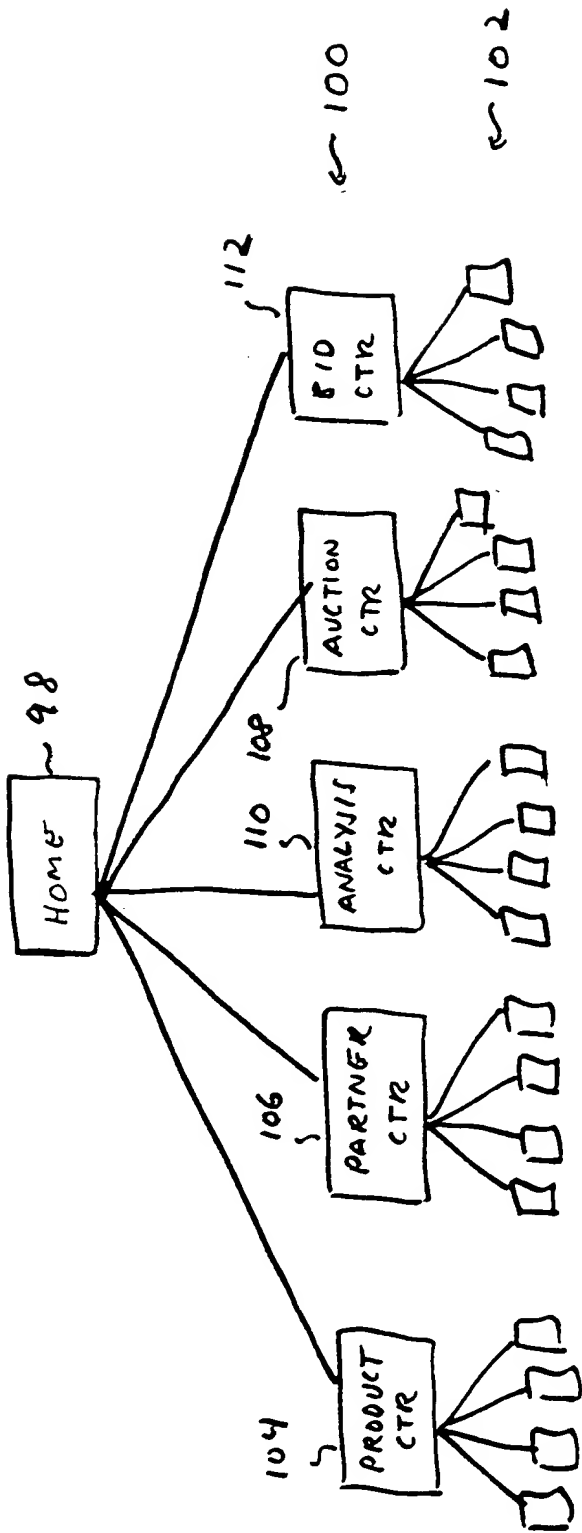 HOME
98
112
BID
CTR
100
102
108
AUCTION
CTR
110
ANALYSIS
CTR
106
PARTNER
CTR
104
PRODUCT
CTR